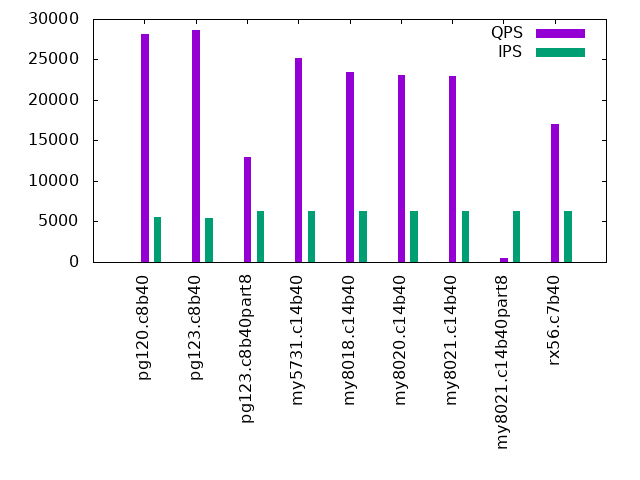 30000
25000
20000
15000
10000
5000
0
QPS
IPS
pg120.c8b40
pg123.c8b40
pg123.c8b40part8
my5731.c14b40
my8018.c14b40
my8020.c14b40
my8021.c14b40
my8021.c14b40part8
rx56.c7b40